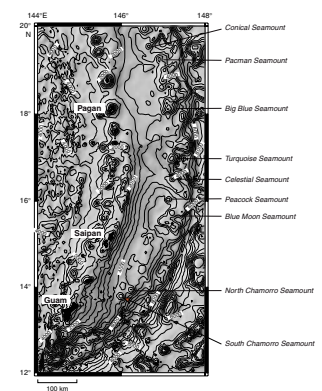 144° 146° 148°
20°
N
Conical Seamount
Pacman Seamount
Big Blue Seamount
Pagan
18°
Turquoise Seamount
Celestial Seamount
Peacock Seamount
16°
Blue Moon Seamount
Saipan
14°
North Chamorro Seamount
Guam
South Chamorro Seamount
12°
100 km